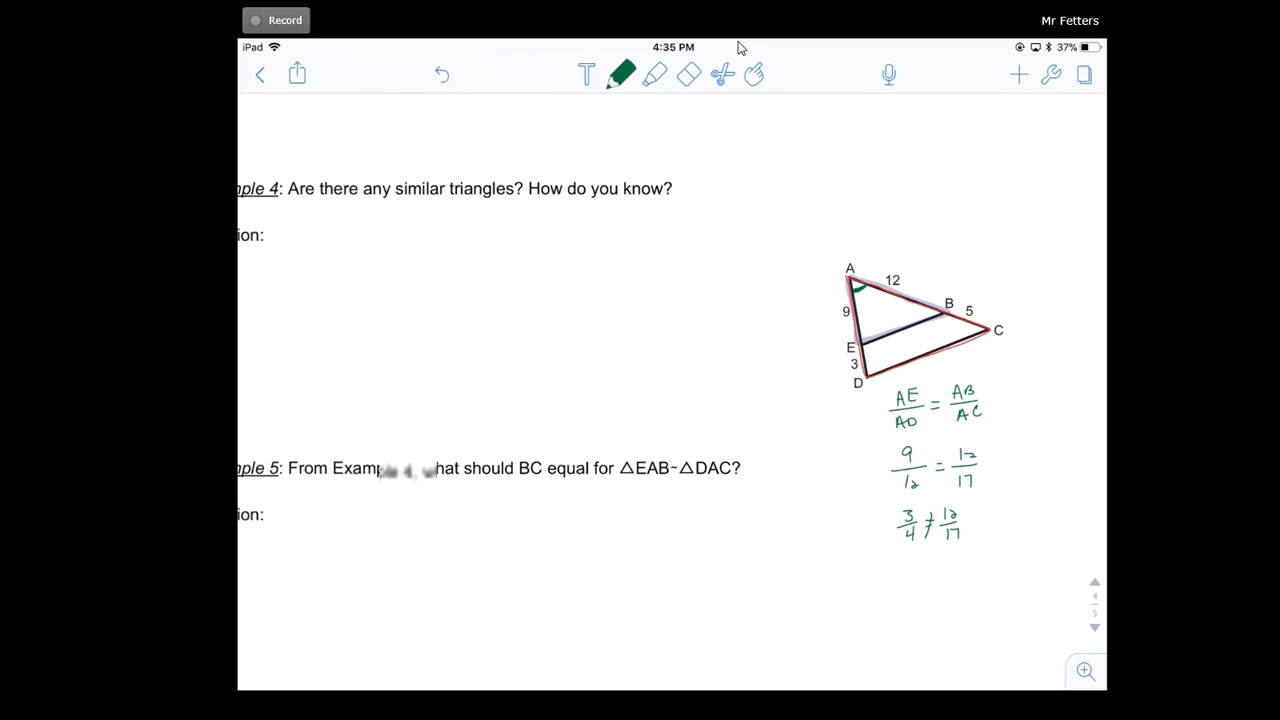 Record
Mr Fetters
iPad
4:35 PM
37%
T
mple 4: Are there any similar triangles? How do you know?
ion:
A
12
B
5
9
C
E
3
D
AE/AD = AB/AC
9/12 = 12/17
3/4 ≠ 12/17
mple 5: From Examp hat should BC equal for △EAB~△DAC?
ion:
4
5